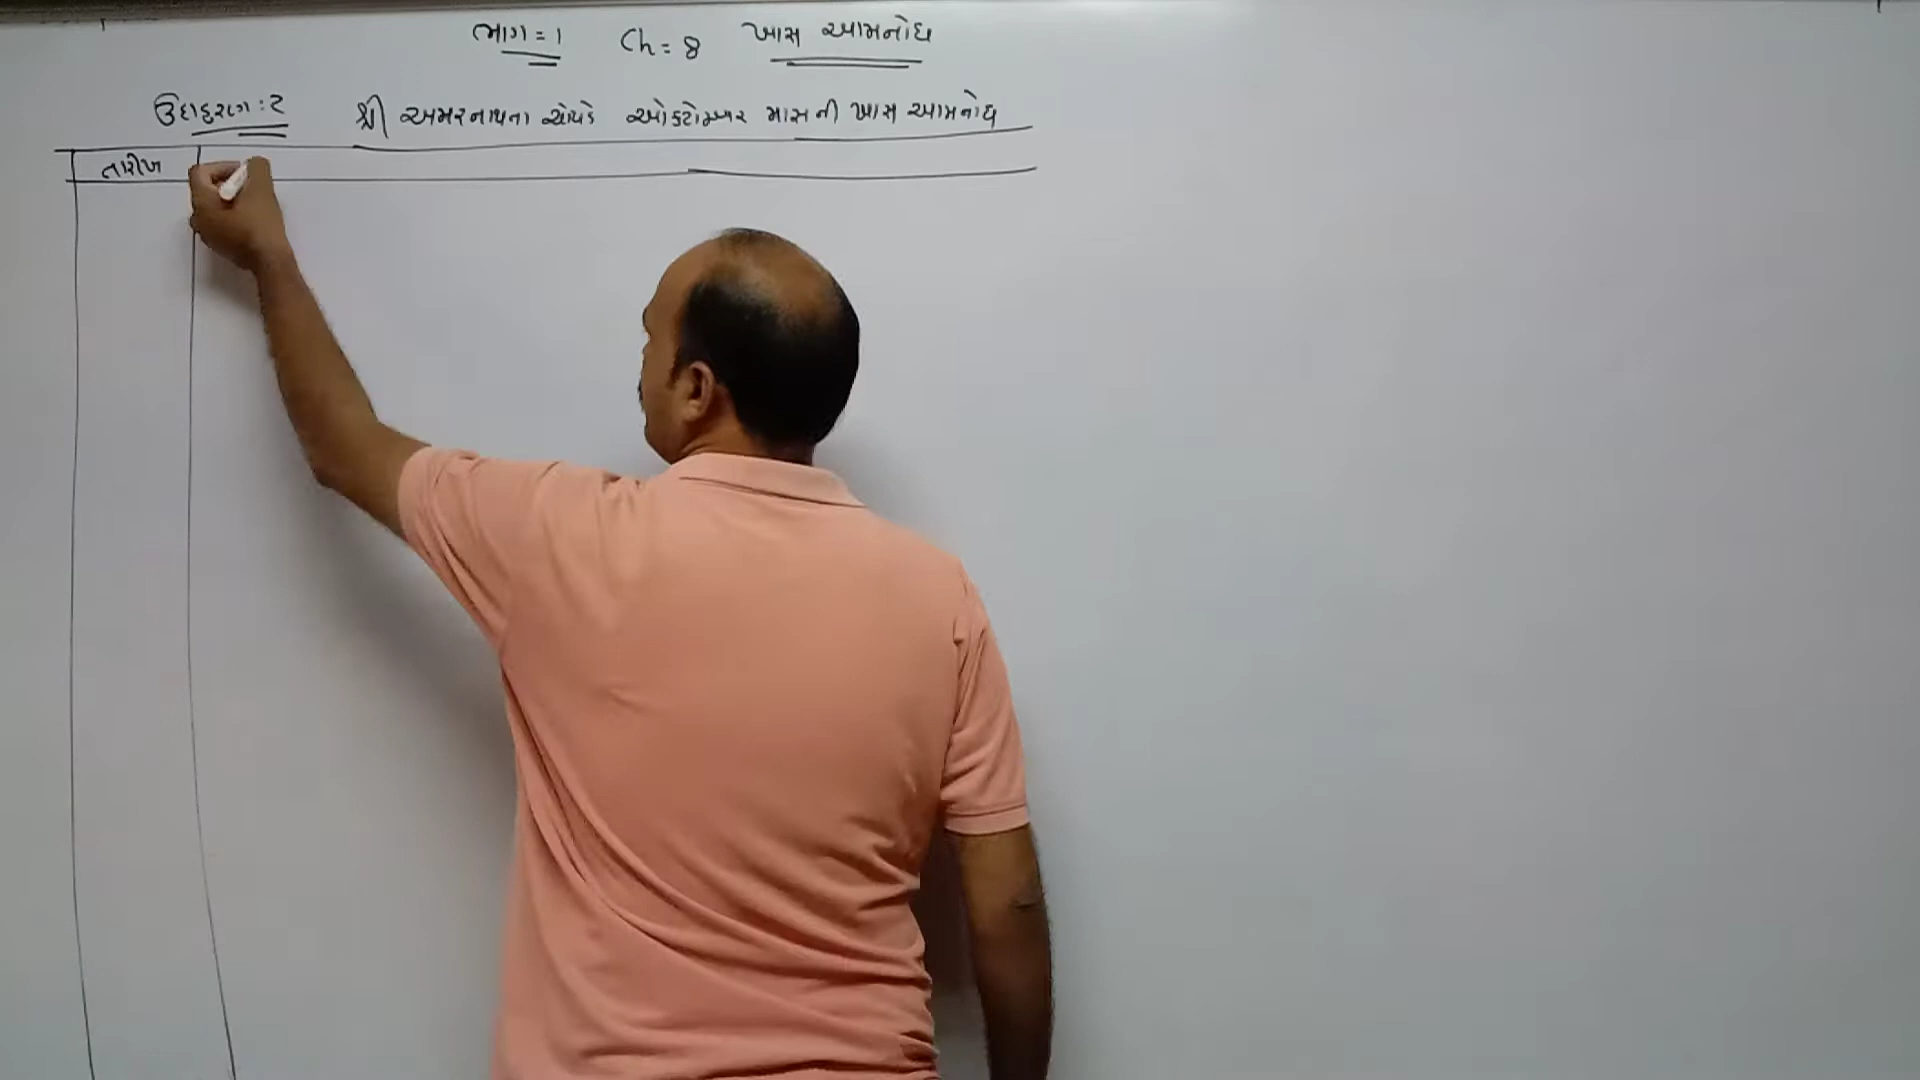 ભાગ = 1 Ch = 8 ખાસ આમનોંધ
ઉદાહરણ : 2 શ્રી અમરનાથના ચોપડે ઓક્ટોમ્બર માસની ખાસ આમનોંધ
તારીખ